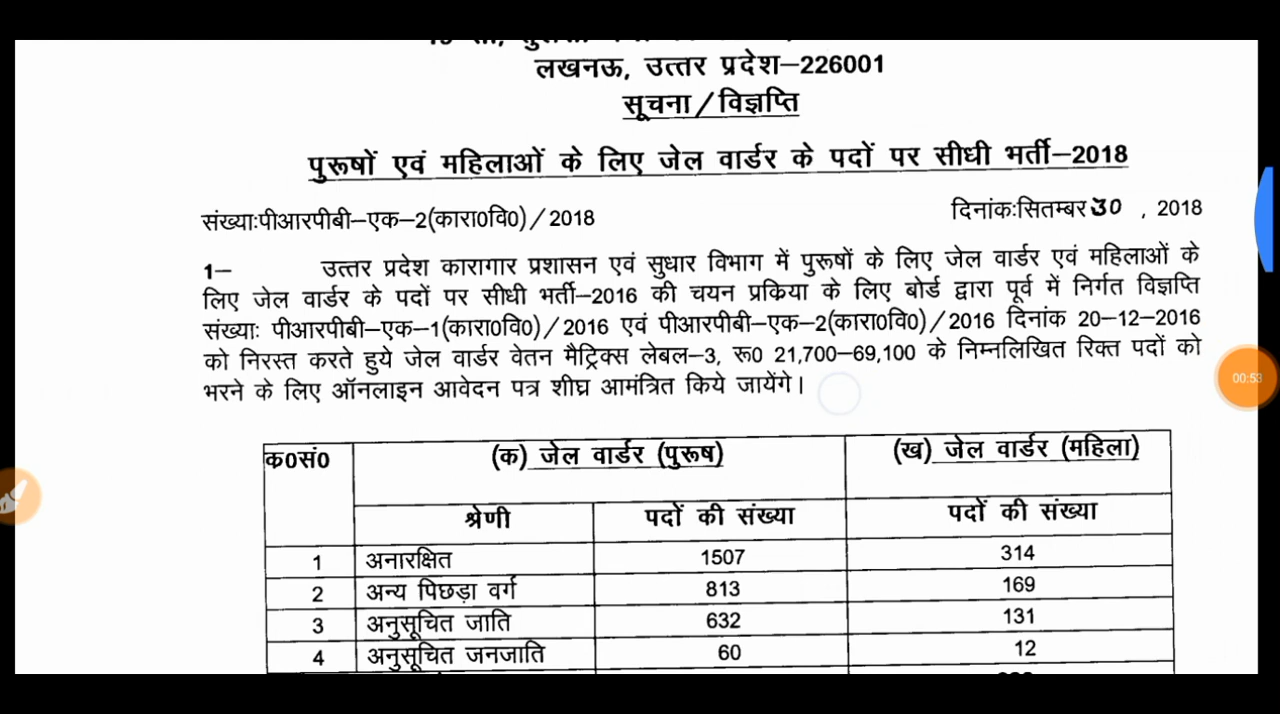 लखनऊ, उत्तर प्रदेश–226001
सूचना/विज्ञप्ति
पुरूषों एवं महिलाओं के लिए जेल वार्डर के पदों पर सीधी भर्ती–2018
संख्याःपीआरपीबी–एक–2(कारा0वि0)/2018 दिनांकःसितम्बर 30 , 2018
1– उत्तर प्रदेश कारागार प्रशासन एवं सुधार विभाग में पुरूषों के लिए जेल वार्डर एवं महिलाओं के
लिए जेल वार्डर के पदों पर सीधी भर्ती–2016 की चयन प्रकिया के लिए बोर्ड द्वारा पूर्व में निर्गत विज्ञप्ति
संख्याः पीआरपीबी–एक–1(कारा0वि0)/2016 एवं पीआरपीबी–एक–2(कारा0वि0)/2016 दिनांक 20–12–2016
को निरस्त करते हुये जेल वार्डर वेतन मैट्रिक्स लेबल–3, रू0 21,700–69,100 के निम्नलिखित रिक्त पदों को
भरने के लिए ऑनलाइन आवेदन पत्र शीघ्र आमंत्रित किये जायेंगे।
00:53
क0सं0 (क) जेल वार्डर (पुरूष) (ख) जेल वार्डर (महिला)
श्रेणी पदों की संख्या पदों की संख्या
1 अनारक्षित 1507 314
2 अन्य पिछड़ा वर्ग 813 169
3 अनुसूचित जाति 632 131
4 अनुसूचित जनजाति 60 12